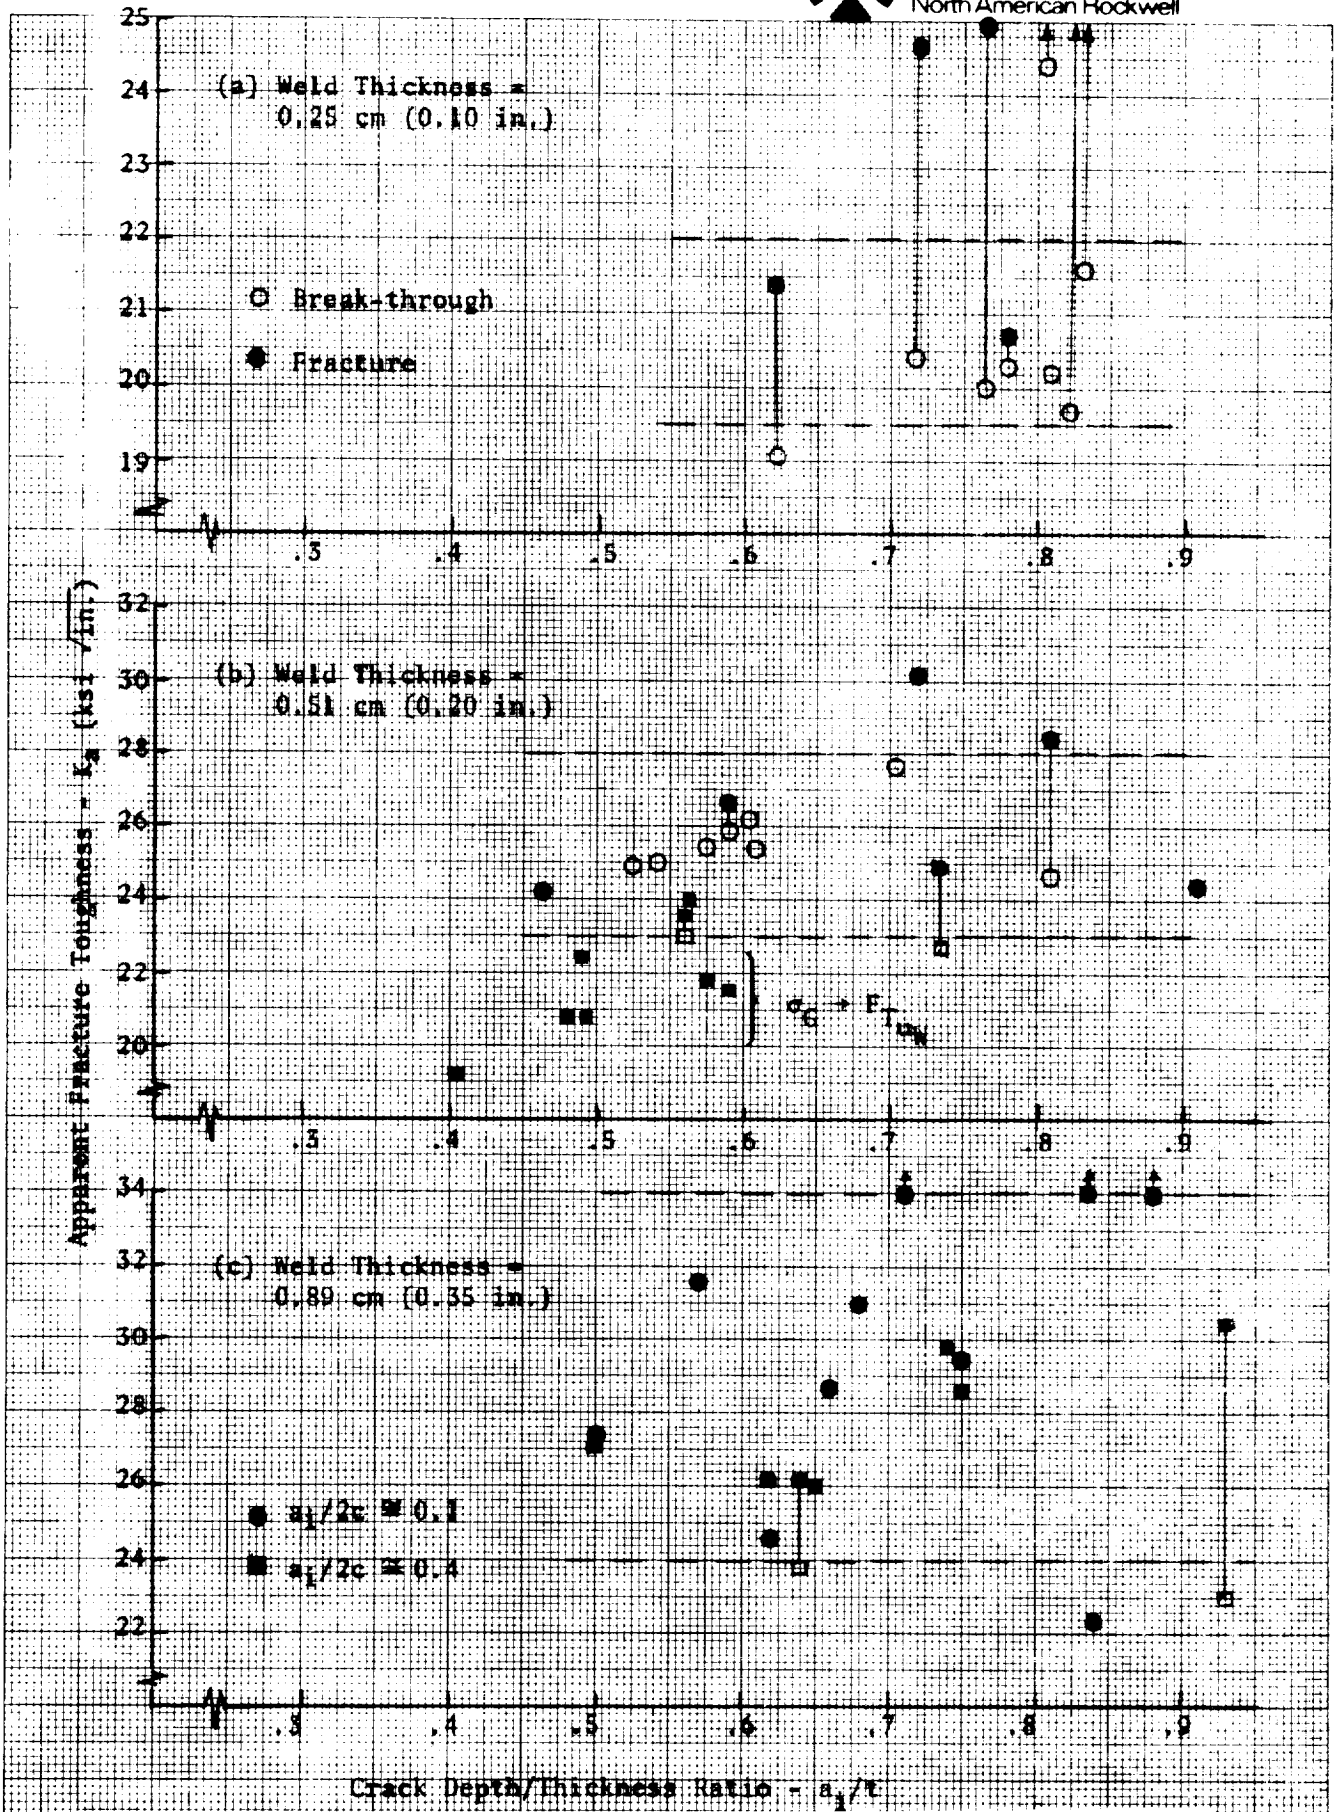 North American Rockwell
25
24
23
22
21
20
19
(a) Weld Thickness =
0.25 cm (0.10 in.)
Break-through
Fracture
.3 .4 .5 .6 .7 .8 .9
Apparent Fracture Toughness - Ka (ksi √in.)
32
30
28
26
24
22
20
(b) Weld Thickness =
0.51 cm (0.20 in.)
σG → FTuW
.3 .4 .5 .6 .7 .8 .9
34
32
30
28
26
24
22
(c) Weld Thickness =
0.89 cm (0.35 in.)
ai/2c ≅ 0.1
ai/2c ≅ 0.4
.3 .4 .5 .6 .7 .8 .9
Crack Depth/Thickness Ratio - ai/t